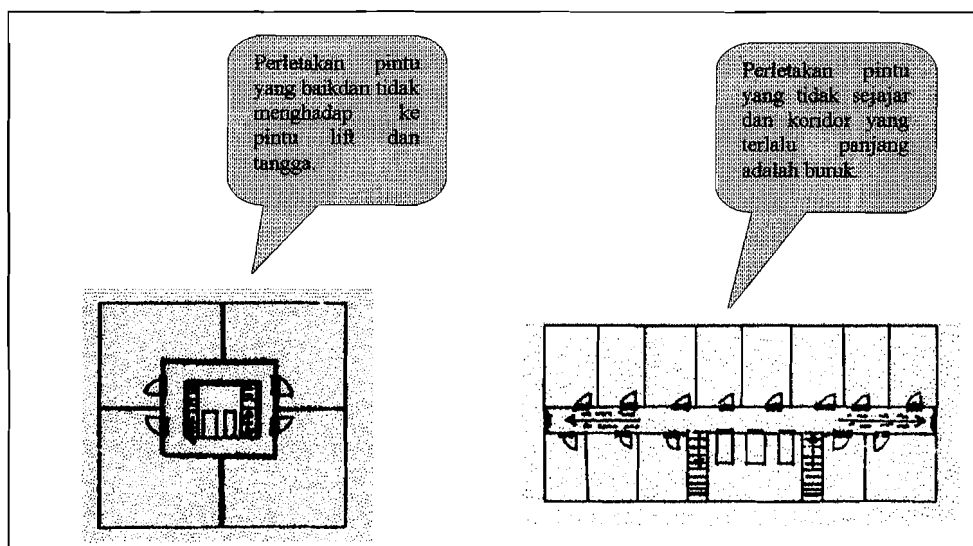 Perletakan pintu
yang baikdan tidak
menghadap ke
pintu lift dan
tangga.
Perletakan pintu
yang tidak sejajar
dan koridor yang
terlalu panjang
adalah buruk.